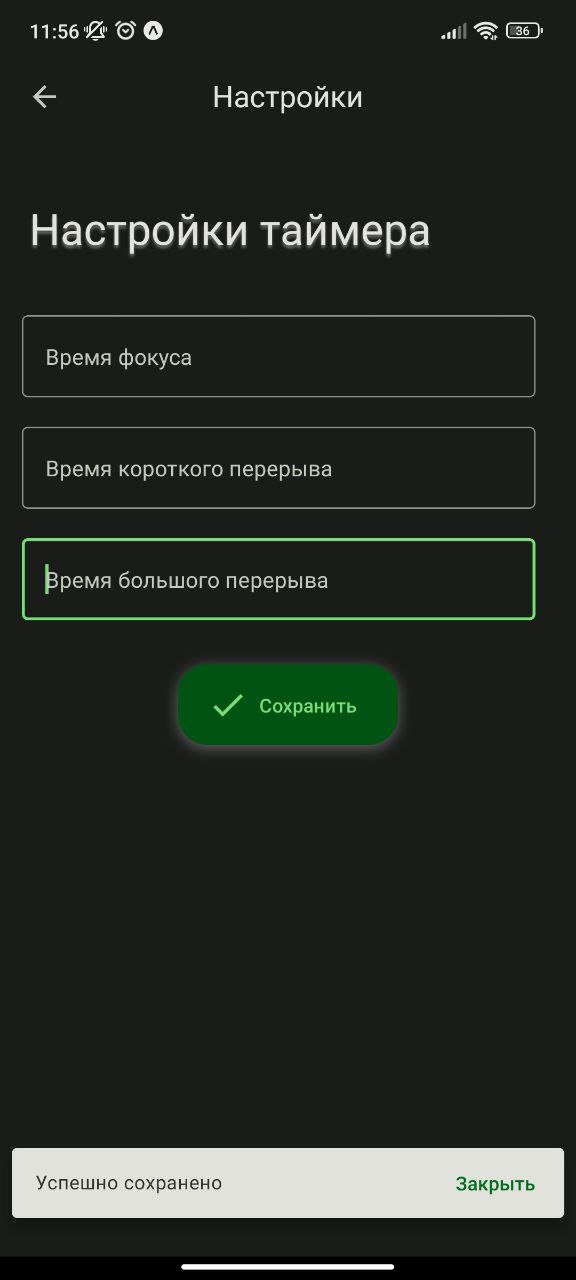 11:56
36
Настройки
Настройки таймера
Время фокуса
Время короткого перерыва
Время большого перерыва
Сохранить
Успешно сохранено
Закрыть